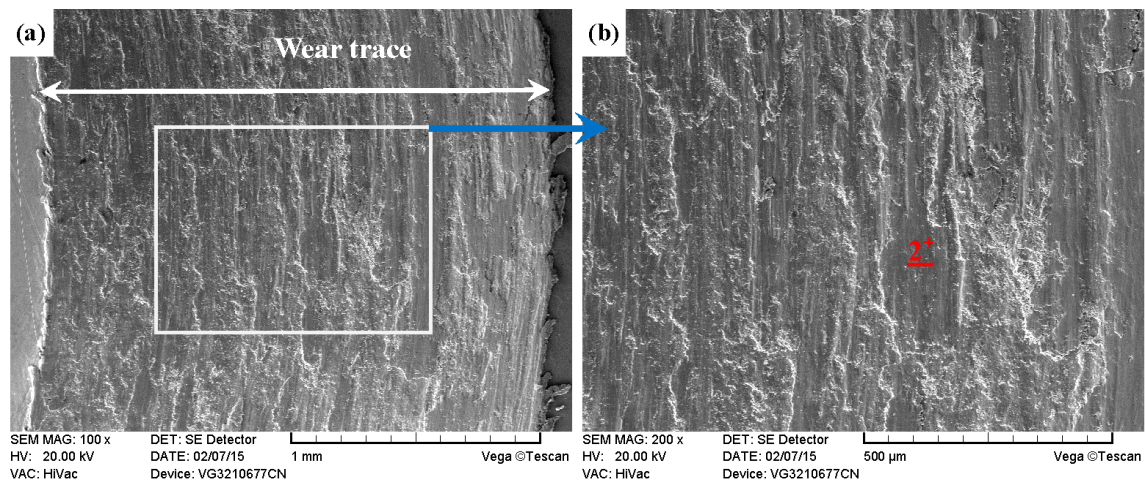 (a)
Wear trace
SEM MAG: 100 x
DET: SE Detector
HV: 20.00 kV
DATE: 02/07/15
1 mm
Vega ©Tescan
VAC: HiVac
Device: VG3210677CN
(b)
2+
SEM MAG: 200 x
DET: SE Detector
HV: 20.00 kV
DATE: 02/07/15
500 µm
Vega ©Tescan
VAC: HiVac
Device: VG3210677CN